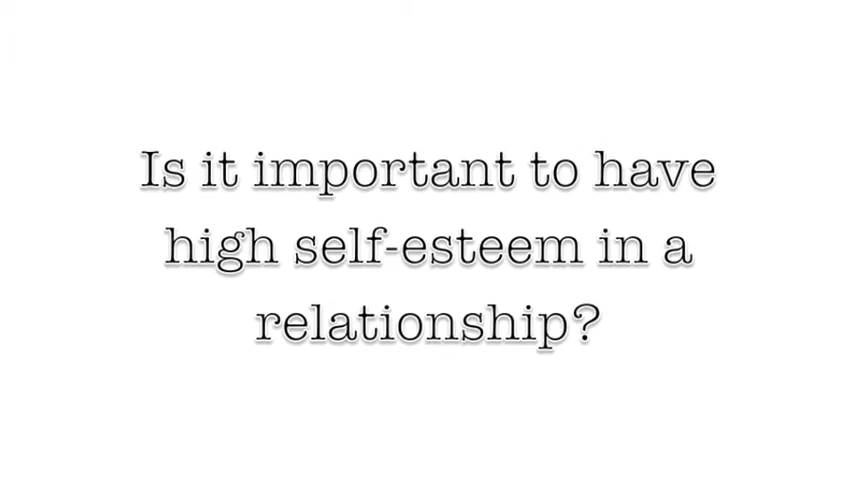 Is it important to have
high self-esteem in a
relationship?